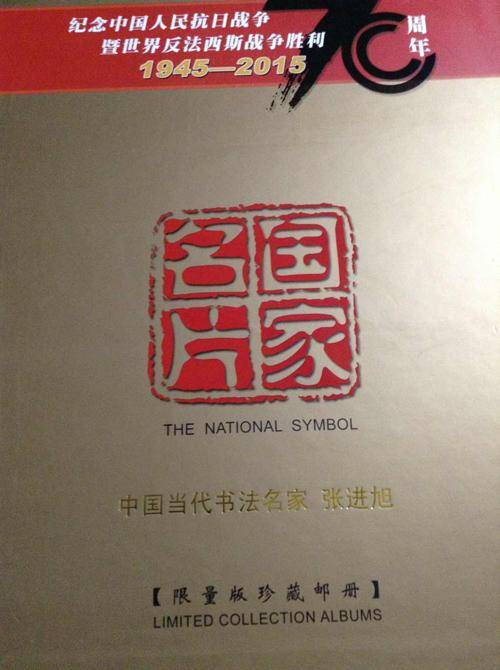 纪念中国人民抗日战争
暨世界反法西斯战争胜利
1945—2015
70
周年
国家
名片
THE NATIONAL SYMBOL
中国当代书法名家 张进旭
【限量版珍藏邮册】
LIMITED COLLECTION ALBUMS